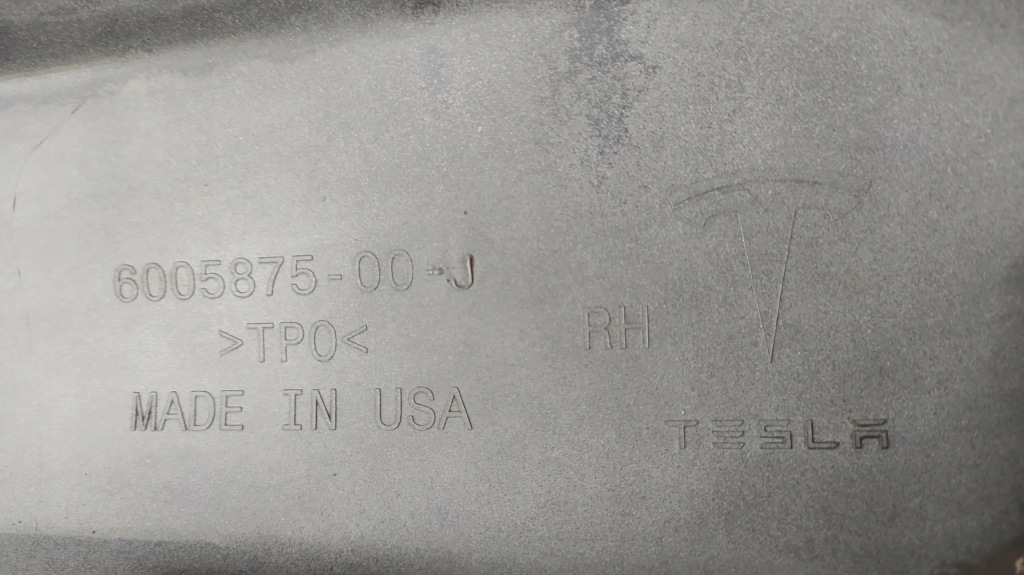 6005875-00-J
>TPO<
MADE IN USA
RH
TESLA